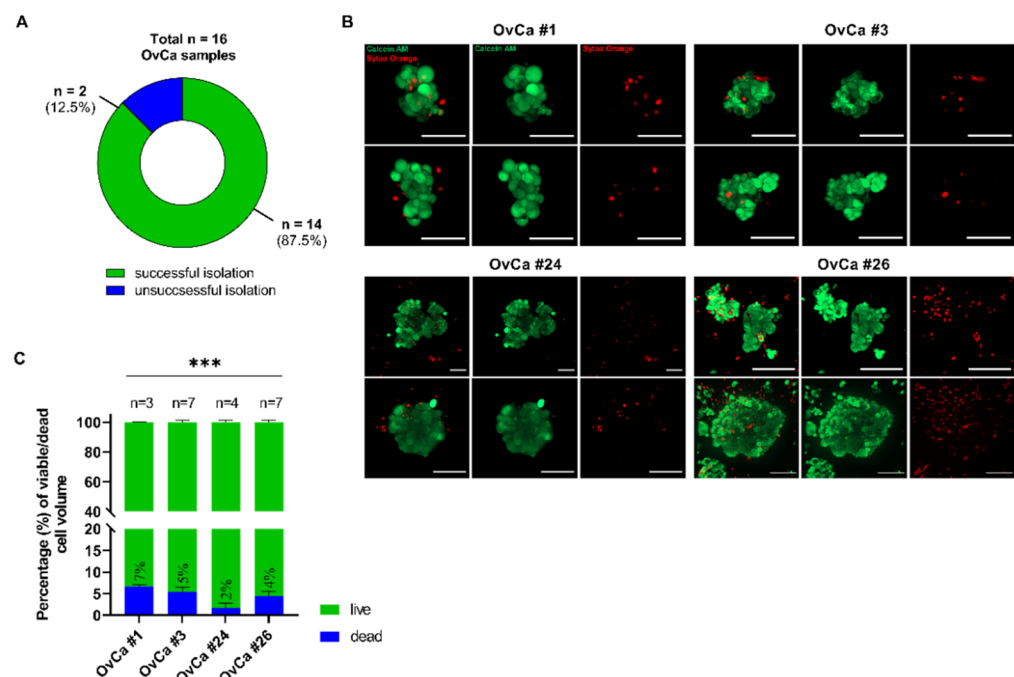 A
Total n = 16
OvCa samples
n = 2
(12.5%)
n = 14
(87.5%)
successful isolation
unsuccsessful isolation
B
OvCa #1
Calcein AM
Sytox Orange
Calcein AM
Sytox Orange
OvCa #3
OvCa #24
OvCa #26
C
***
n=3 n=7 n=4 n=7
Percentage (%) of viable/dead
cell volume
100
80
60
40
20
15
10
5
0
7%
5%
2%
4%
OvCa #1
OvCa #3
OvCa #24
OvCa #26
live
dead